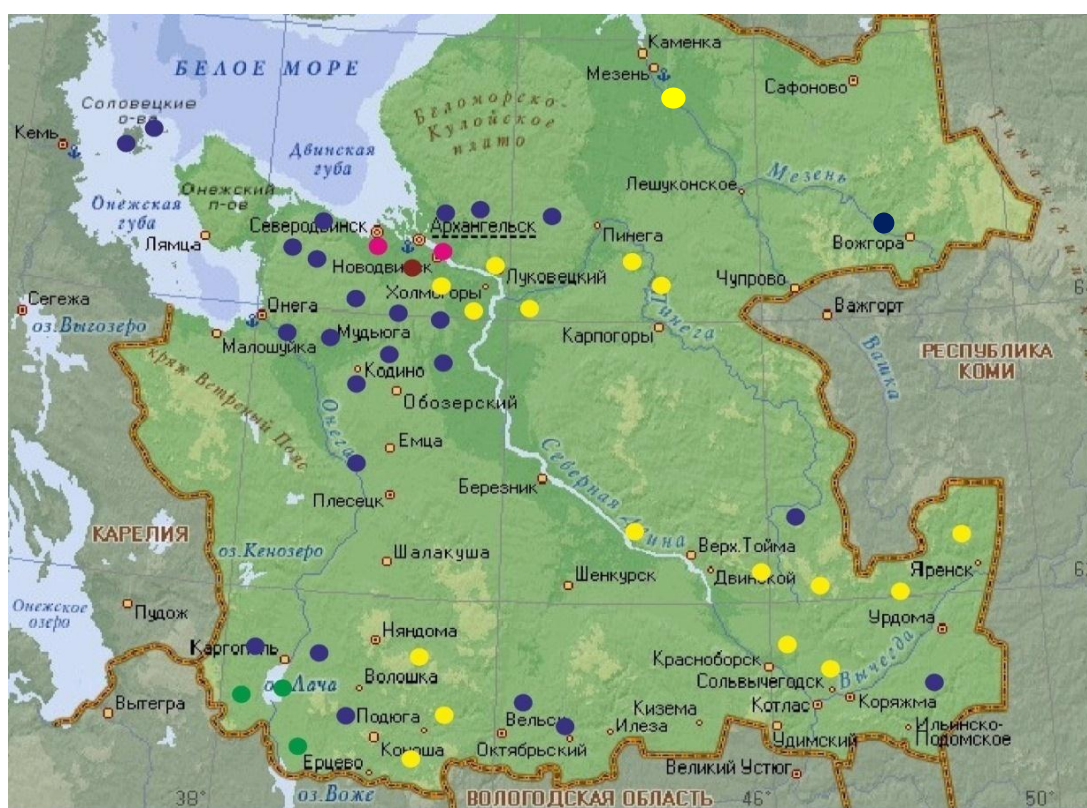 БЕЛОЕ МОРЕ
Каменка
Мезень
Сафоново
Соловецкие
о-ва
Беломорско-
Кулойское
плато
Кемь
Двинская
губа
Онежский
п-ов
Онежская
губа
Лямца
Северодвинск
Архангельск
Новодвинск
Холмогоры
Луковецкий
Пинега
Лешуконское
Мезень
Вожгора
Чупрово
Важгорт
Вашка
РЕСПУБЛИКА
КОМИ
Сегежа
оз.Выгозеро
Онега
Малошуйка
Мудьюга
Кодино
Обозерский
Карпогоры
Пинега
кряж Ветреный Пояс
Онега
Емца
Плесецк
Березник
Северная Двина
КАРЕЛИЯ
оз.Кенозеро
Шалакуша
Шенкурск
Верх.Тойма
Двинской
Яренск
Урдома
Онежское
озеро
Пудож
Няндома
Каргополь
оз.Лача
Волошка
Красноборск
Сольвычегодск
Вычегда
Вытегра
Подюга
Вельск
Кизема
Илеза
Котлас
Коряжма
Ильинско-
Подомское
Коноша
Октябрьский
Удимский
Ерцево
Великий Устюг
38°
оз.Воже
ВОЛОГОДСКАЯ ОБЛАСТЬ
46°
50°